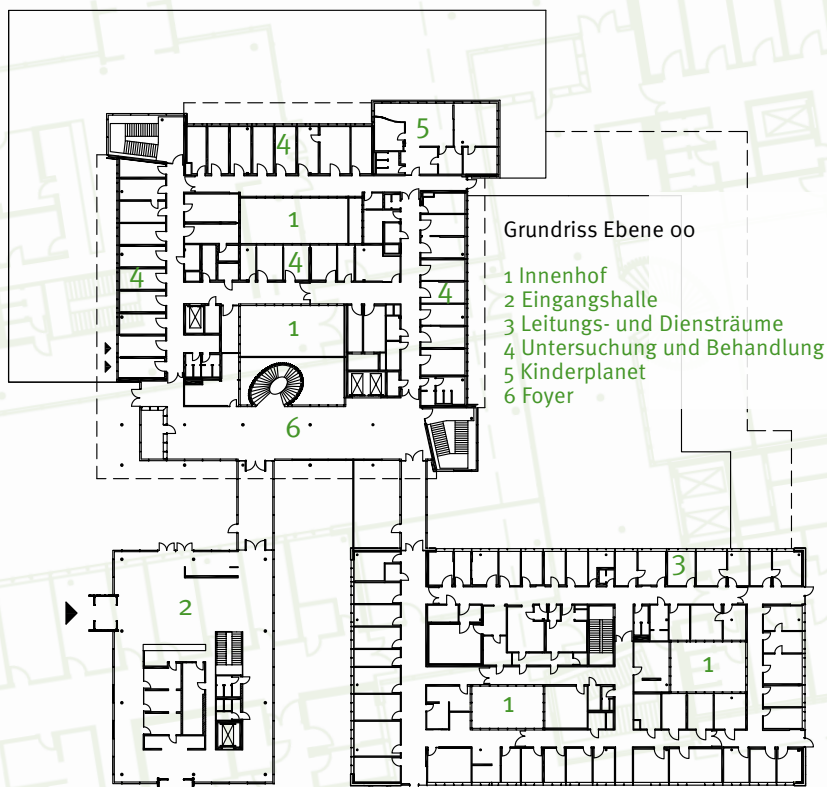 5
4
1
4
4
4
1
6
Grundriss Ebene 00
1 Innenhof
2 Eingangshalle
3 Leitungs- und Diensträume
4 Untersuchung und Behandlung
5 Kinderplanet
6 Foyer
3
2
1
1